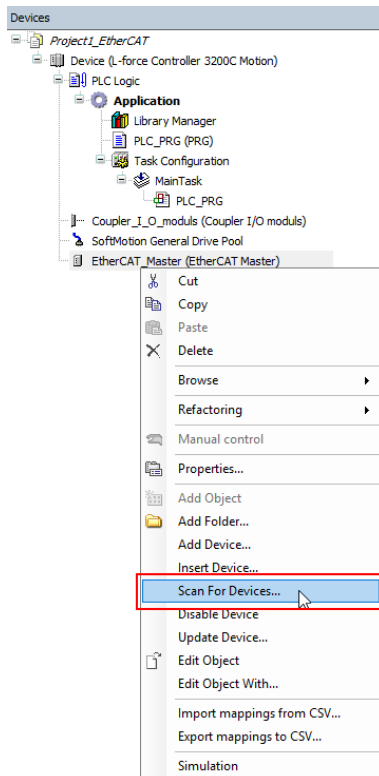 Devices
Project1_EtherCAT
Device (L-force Controller 3200C Motion)
PLC Logic
Application
Library Manager
PLC_PRG (PRG)
Task Configuration
MainTask
PLC_PRG
Coupler_I_O_moduls (Coupler I/O moduls)
SoftMotion General Drive Pool
EtherCAT_Master (EtherCAT Master)
Cut
Copy
Paste
Delete
Browse
Refactoring
Manual control
Properties...
Add Object
Add Folder...
Add Device...
Insert Device...
Scan For Devices...
Disable Device
Update Device...
Edit Object
Edit Object With...
Import mappings from CSV...
Export mappings to CSV...
Simulation